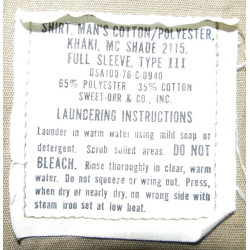 SHIRT, MAN'S COTTON/POLYESTER,
KHAKI, MC SHADE 2115,
FULL SLEEVE, TYPE III
DSA100-76-C-0940
65% POLYESTER 35% COTTON
SWEET-ORR & CO., INC.
LAUNDERING INSTRUCTIONS
Launder in warm water using mild soap or
detergent. Scrub soiled areas. DO NOT
BLEACH. Rinse thoroughly in clear, warm
water. Do not squeeze or wring out. Press,
when dry or nearly dry, on wrong side with
steam iron set at low heat.